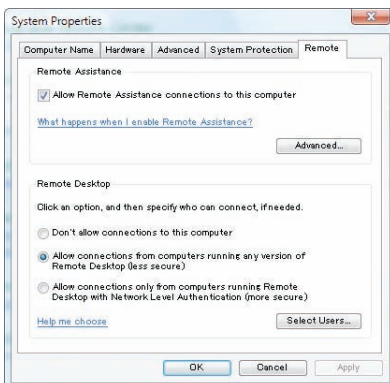 System Properties
Computer Name Hardware Advanced System Protection Remote
Remote Assistance
Allow Remote Assistance connections to this computer
What happens when I enable Remote Assistance?
Advanced...
Remote Desktop
Click an option, and then specify who can connect, if needed.
Don't allow connections to this computer
Allow connections from computers running any version of
Remote Desktop (less secure)
Allow connections only from computers running Remote
Desktop with Network Level Authentication (more secure)
Help me choose
Select Users...
OK Cancel Apply